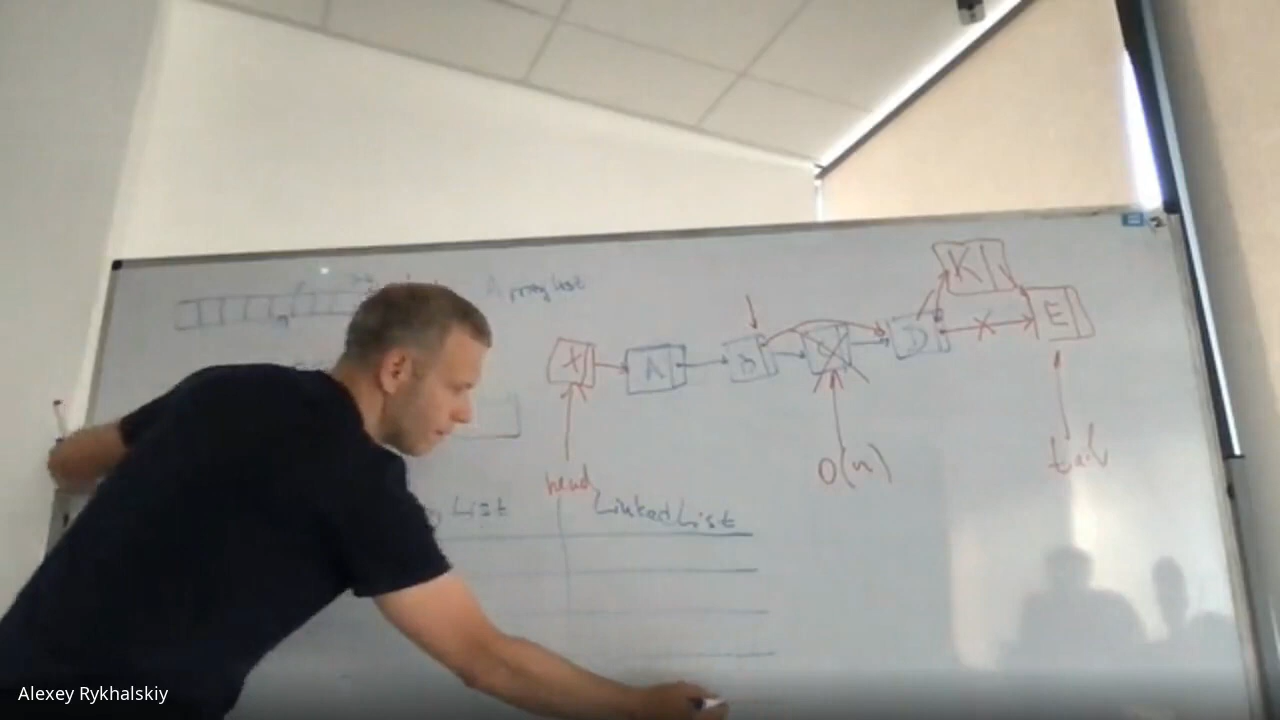 ArrayList
K
X A B C D E
O(n)
tail
head
List LinkedList
Alexey Rykhalskiy